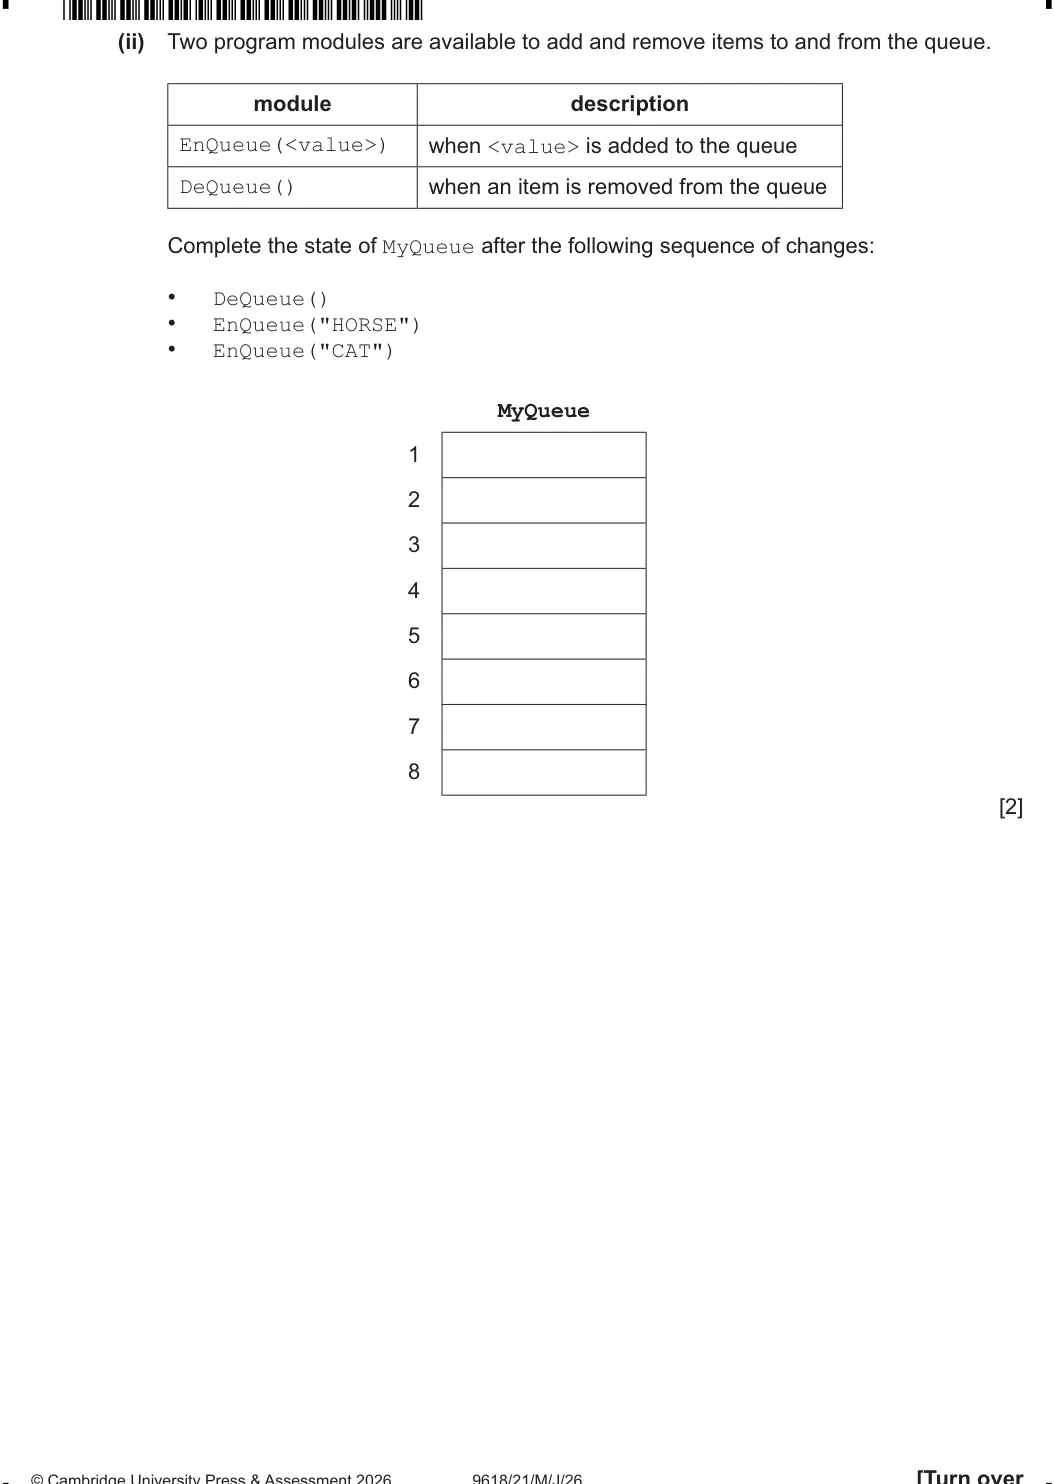 (ii) Two program modules are available to add and remove items to and from the queue.
module description
EnQueue(<value>) when <value> is added to the queue
DeQueue() when an item is removed from the queue
Complete the state of MyQueue after the following sequence of changes:
• DeQueue()
• EnQueue("HORSE")
• EnQueue("CAT")
MyQueue
1
2
3
4
5
6
7
8
[2]
© Cambridge University Press & Assessment 2026 9618/21/M/J/26 [Turn over